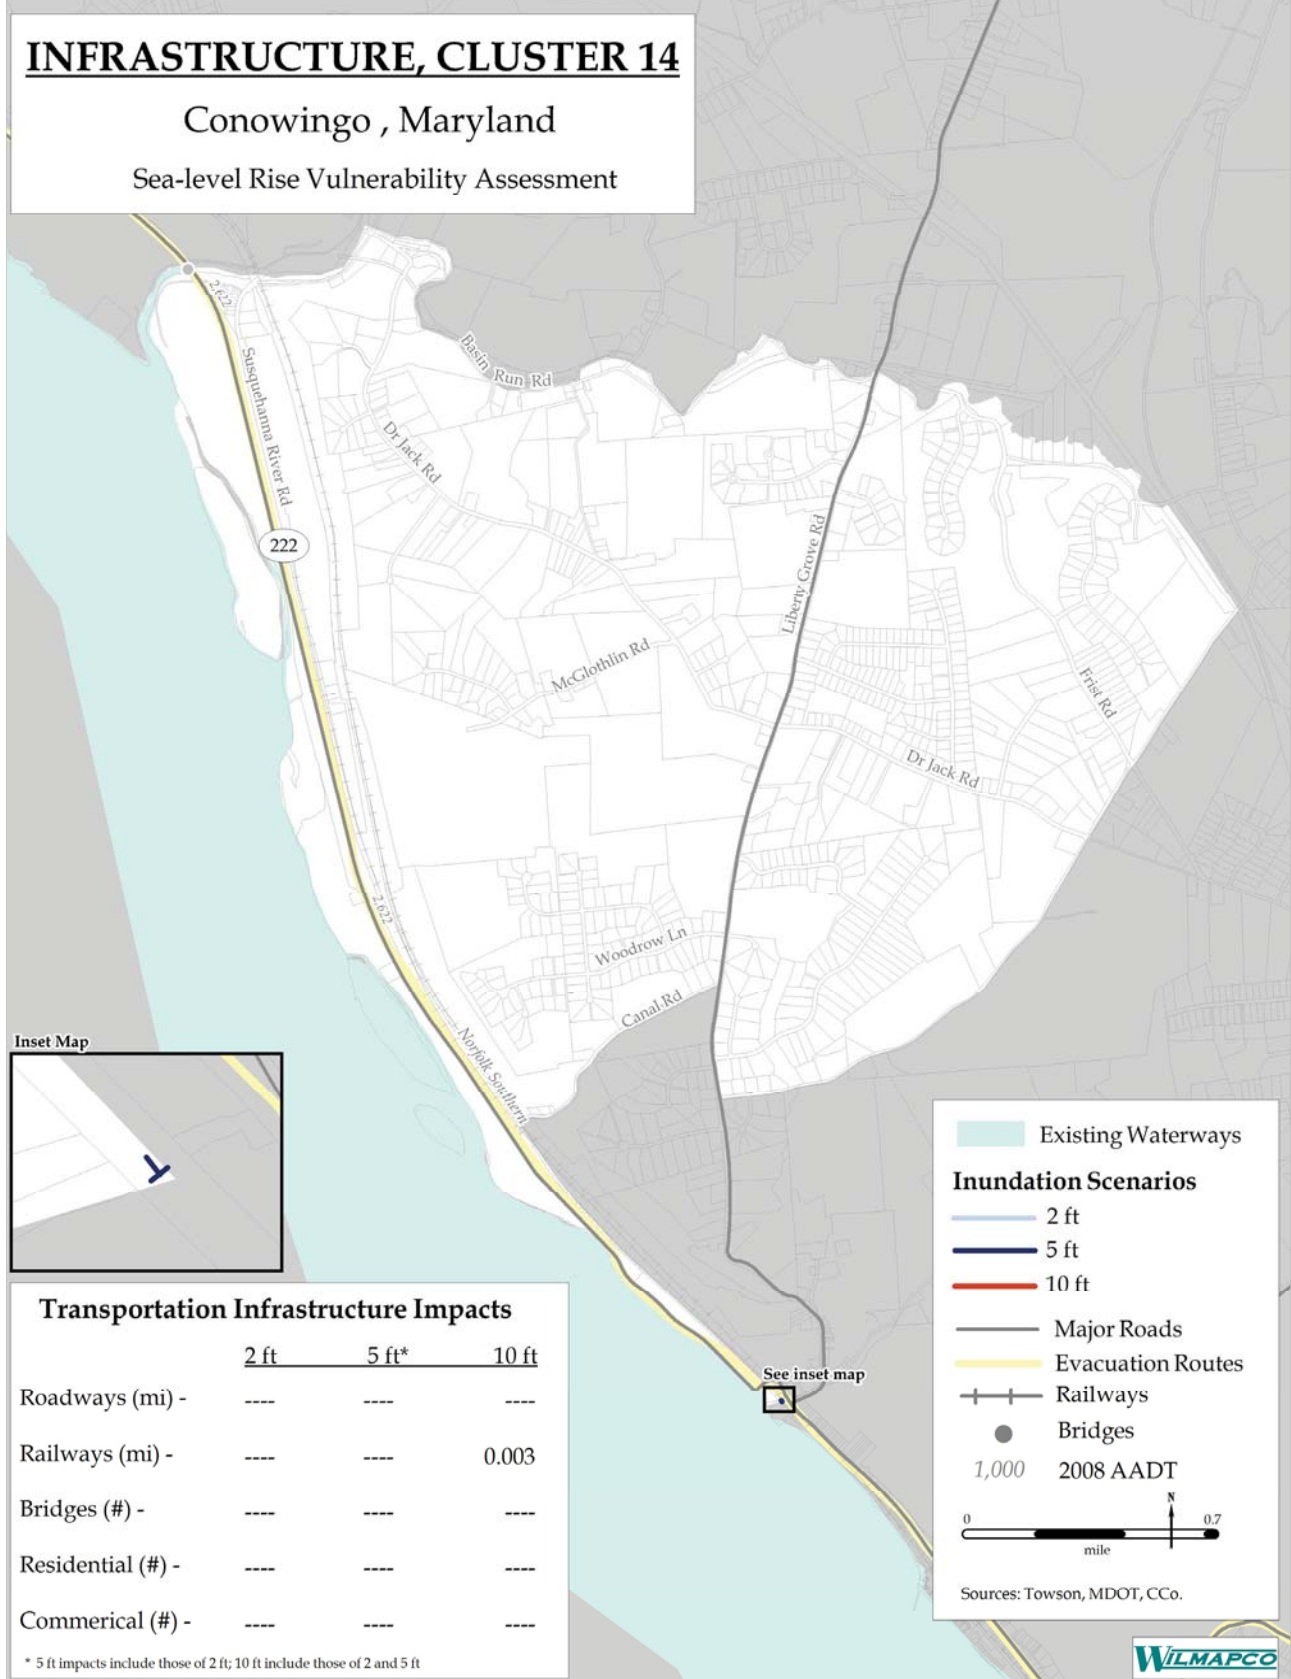 INFRASTRUCTURE, CLUSTER 14
Conowingo , Maryland
Sea-level Rise Vulnerability Assessment
2,622
Susquehanna River Rd
222
Basin Run Rd
Dr Jack Rd
Liberty Grove Rd
McGlothlin Rd
Frist Rd
Dr Jack Rd
2,622
Woodrow Ln
Canal Rd
Norfolk Southern
Inset Map
See inset map
Transportation Infrastructure Impacts
2 ft 5 ft* 10 ft
Roadways (mi) - ---- ---- ----
Railways (mi) - ---- ---- 0.003
Bridges (#) - ---- ---- ----
Residential (#) - ---- ---- ----
Commerical (#) - ---- ---- ----
* 5 ft impacts include those of 2 ft; 10 ft include those of 2 and 5 ft
Existing Waterways
Inundation Scenarios
2 ft
5 ft
10 ft
Major Roads
Evacuation Routes
Railways
Bridges
1,000 2008 AADT
N
0 0.7
mile
Sources: Towson, MDOT, CCo.
WILMAPCO